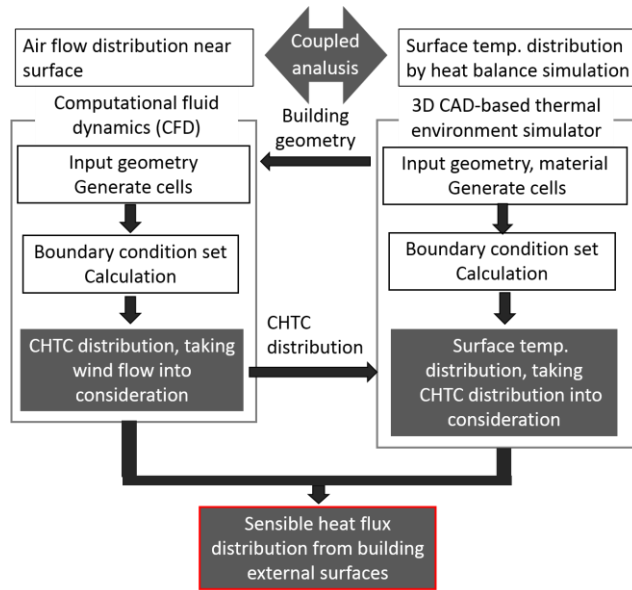 Air flow distribution near
surface
Coupled
analusis
Surface temp. distribution
by heat balance simulation
Computational fluid
dynamics (CFD)
Building
geometry
3D CAD-based thermal
environment simulator
Input geometry
Generate cells
Input geometry, material
Generate cells
Boundary condition set
Calculation
Boundary condition set
Calculation
CHTC distribution, taking
wind flow into
consideration
CHTC
distribution
Surface temp.
distribution, taking
CHTC distribution into
consideration
Sensible heat flux
distribution from building
external surfaces